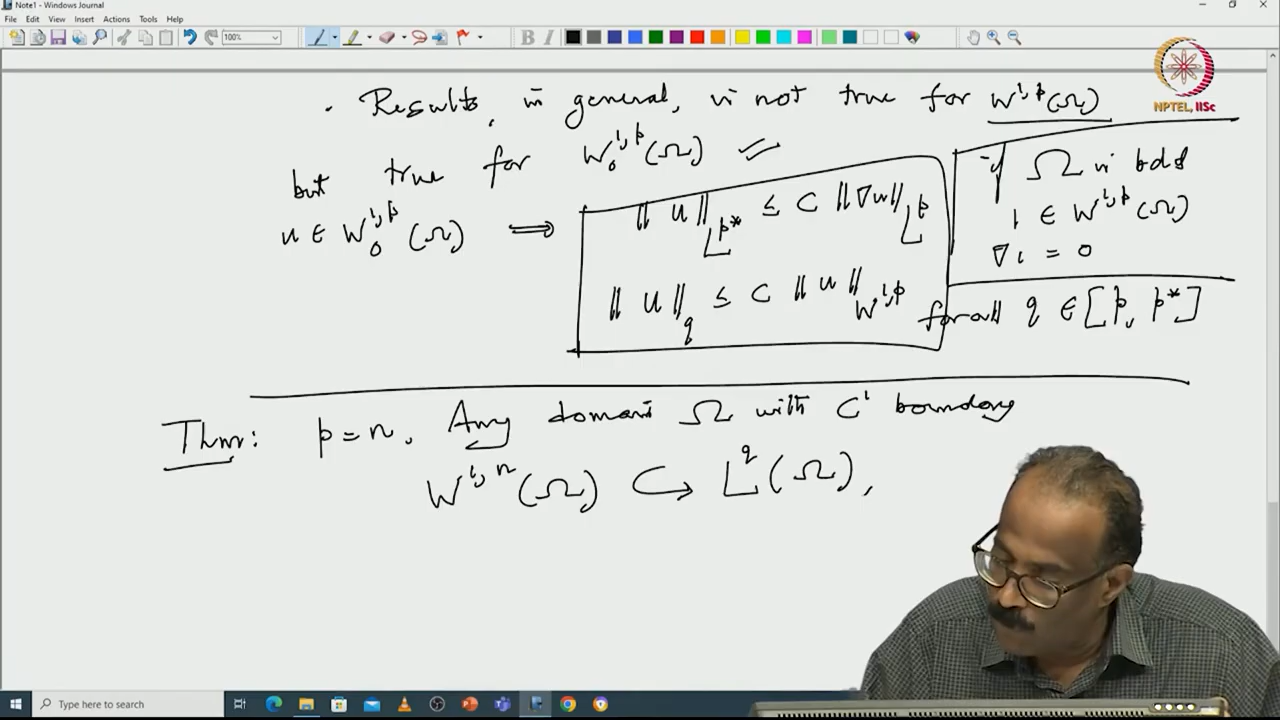 Note1 - Windows Journal
File Edit View Insert Actions Tools Help
100%
NPTEL, IISc
. Results, in general, is not true for W^{1,p}(Ω)
but true for W_0^{1,p}(Ω)
u ∈ W_0^{1,p}(Ω) ⟹ ‖u‖_{L^{p*}} ≤ C ‖∇u‖_{L^p}
‖u‖_q ≤ C ‖u‖_{W^{1,p}} for all q ∈ [p, p*]
if Ω is bdd
1 ∈ W^{1,p}(Ω)
∇1 = 0
Thm: p = n. Any domain Ω with C^1 boundary
W^{1,n}(Ω) ↪ L^q(Ω),
Type here to search